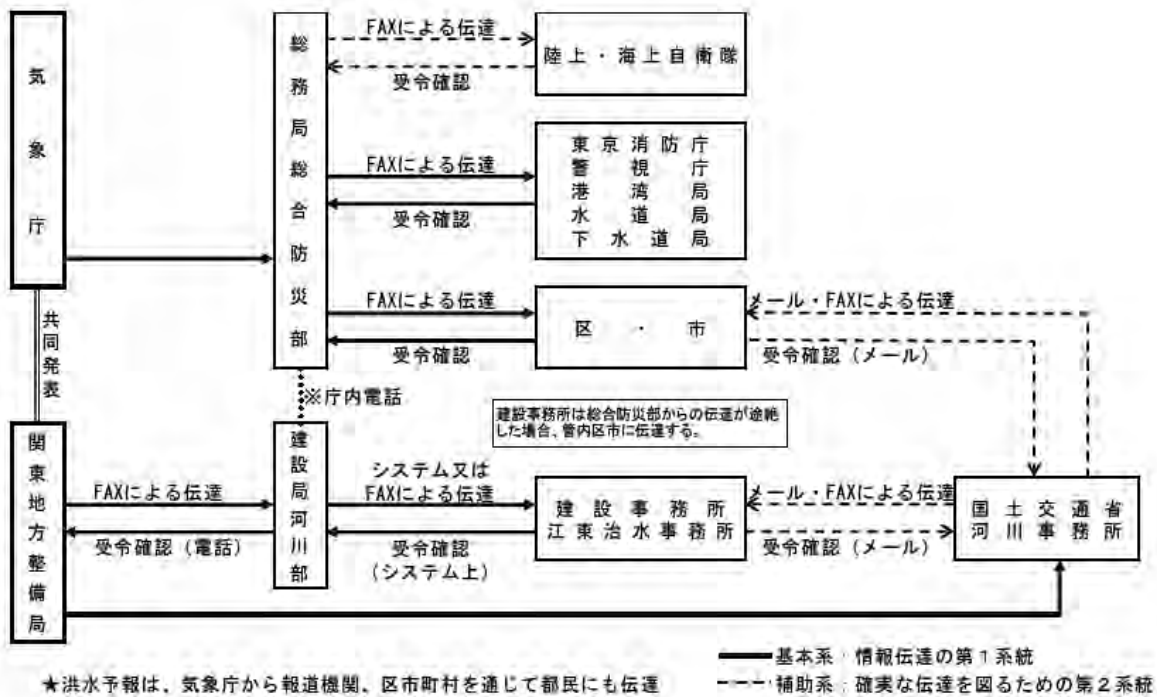 気象庁
共同発表
関東地方整備局
総務局総合防災部
※庁内電話
建設局河川部
FAXによる伝達
受令確認
陸上・海上自衛隊
FAXによる伝達
受令確認
東京消防庁
警視庁
港湾局
水道局
下水道局
FAXによる伝達
受令確認
区・市
メール・FAXによる伝達
受令確認(メール)
建設事務所は総合防災部からの伝達が途絶
した場合、管内区市に伝達する。
FAXによる伝達
受令確認(電話)
システム又は
FAXによる伝達
受令確認
(システム上)
建設事務所
江東治水事務所
メール・FAXによる伝達
受令確認(メール)
国土交通省
河川事務所
基本系:情報伝達の第1系統
補助系:確実な伝達を図るための第2系統
★洪水予報は、気象庁から報道機関、区市町村を通じて都民にも伝達